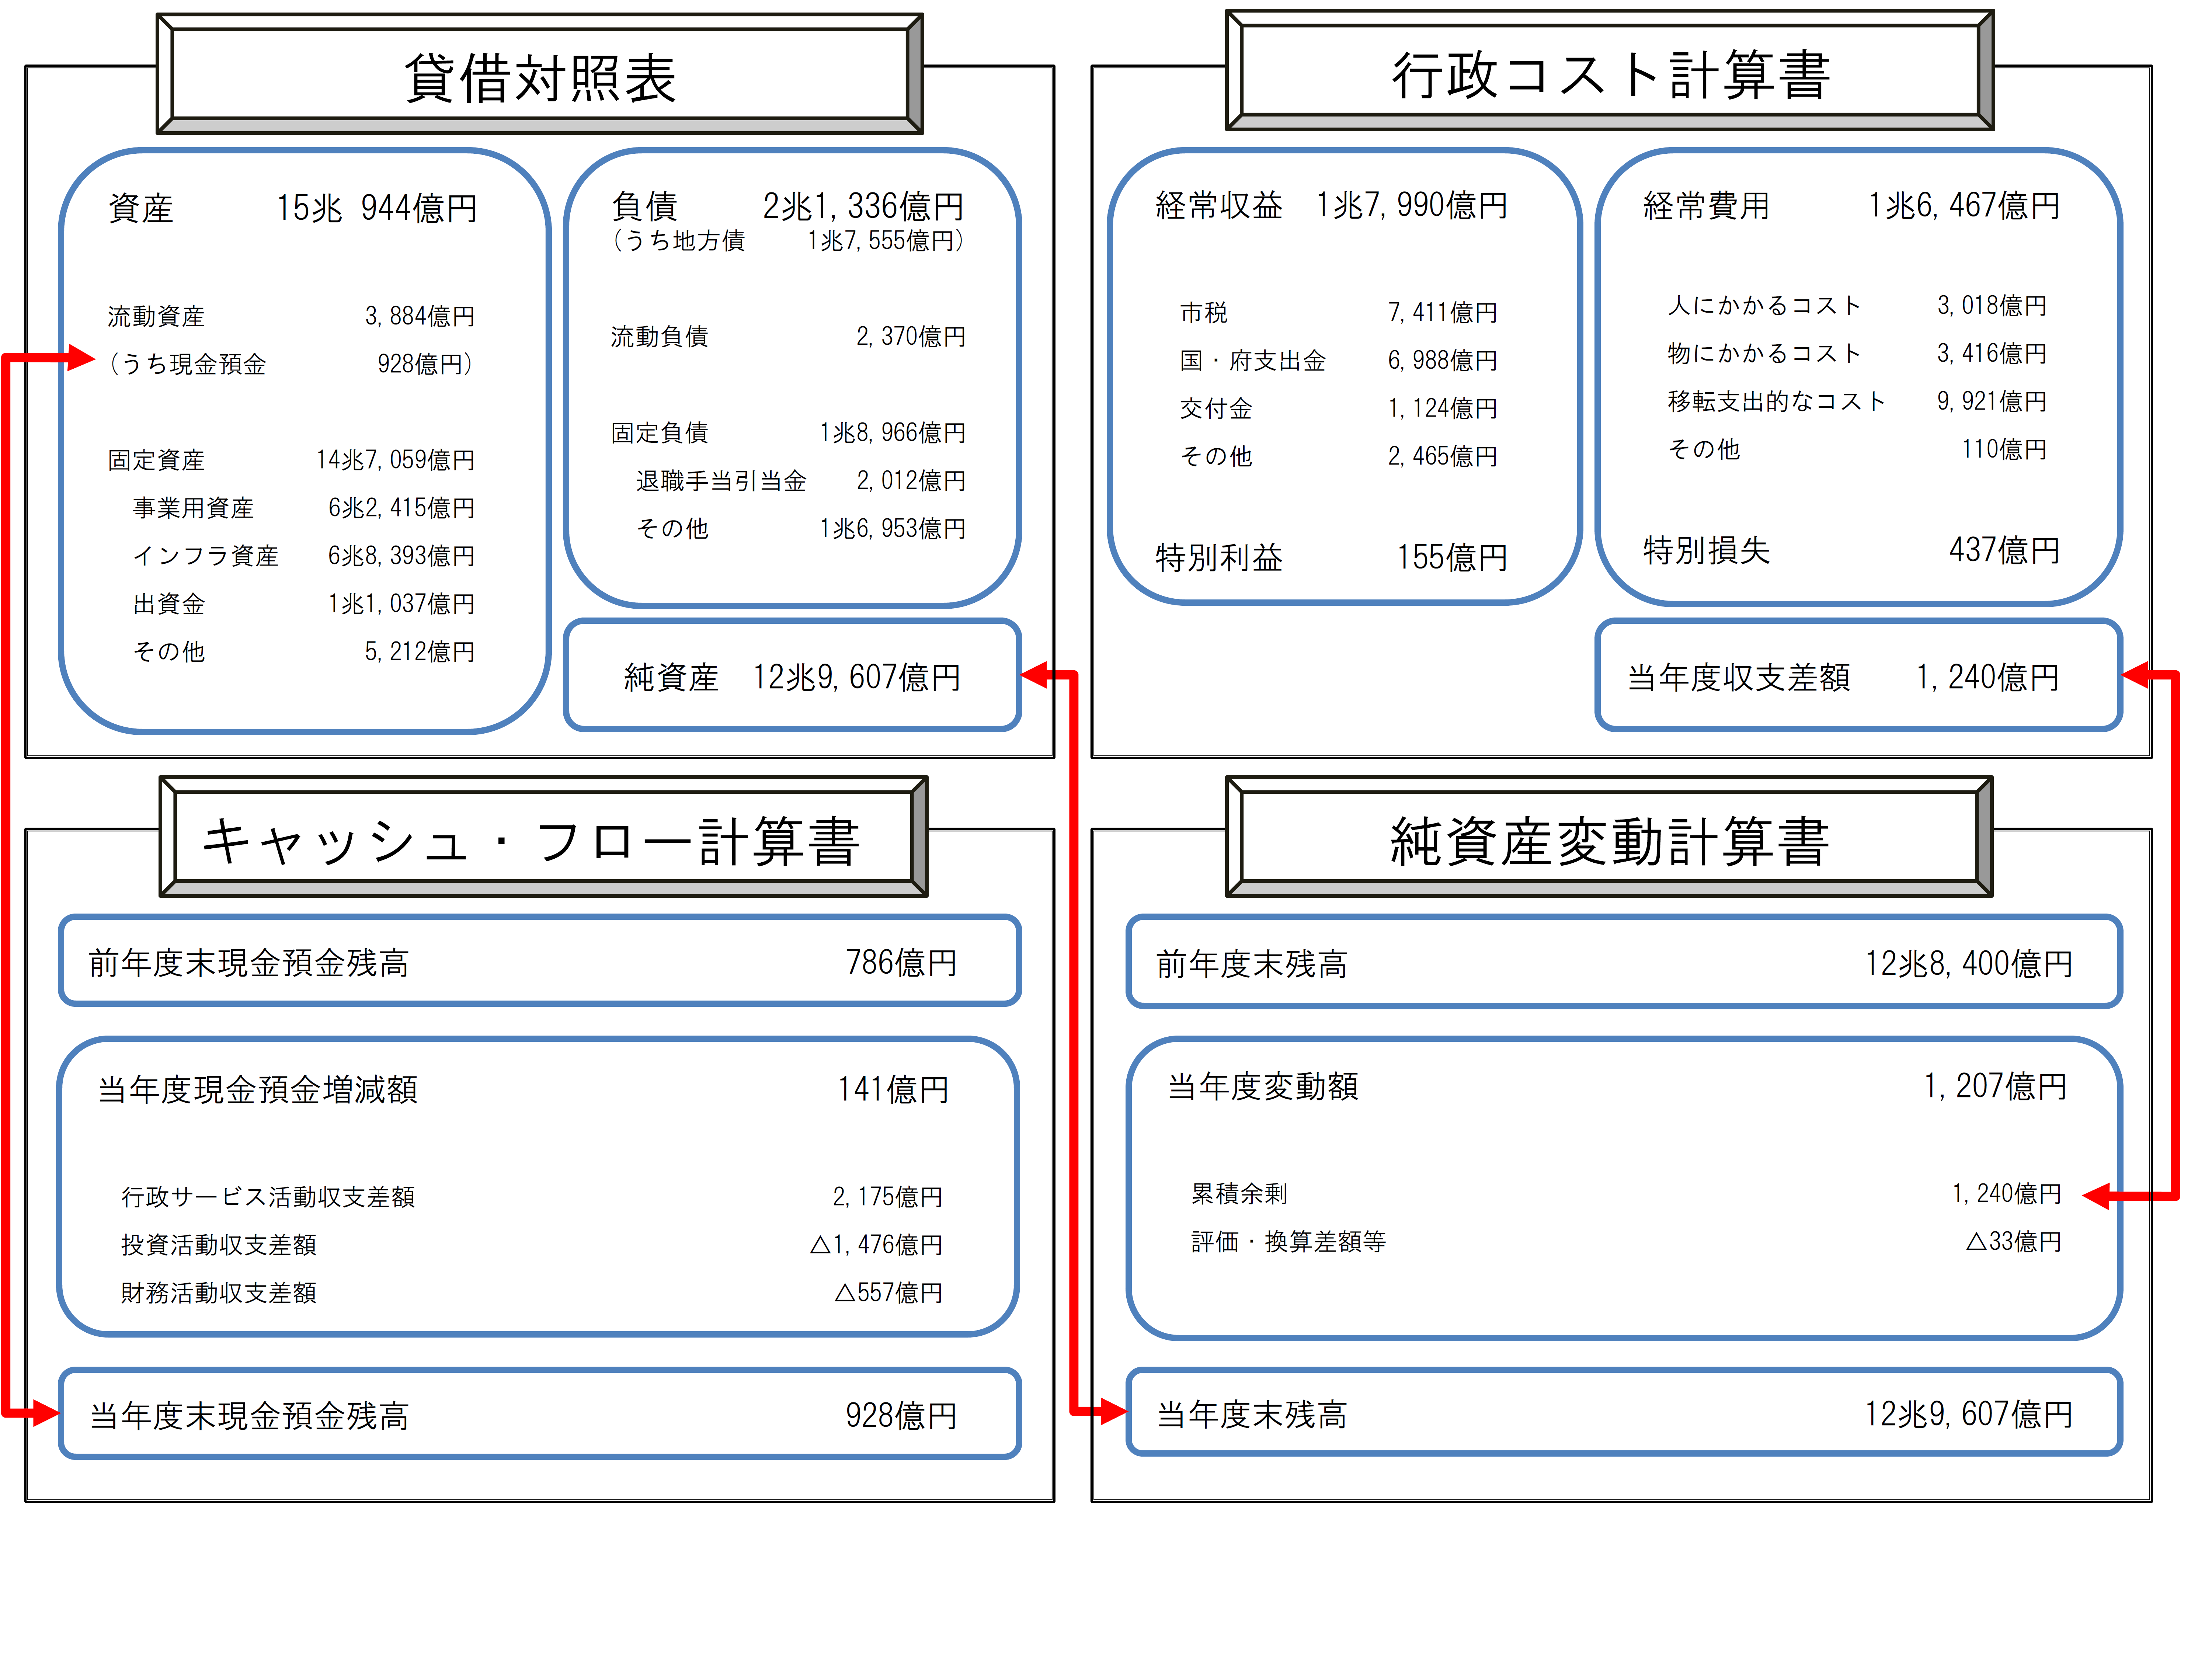 貸借対照表
資産 15兆 944億円
流動資産 3,884億円
（うち現金預金 928億円）
固定資産 14兆7,059億円
事業用資産 6兆2,415億円
インフラ資産 6兆8,393億円
出資金 1兆1,037億円
その他 5,212億円
負債 2兆1,336億円
（うち地方債 1兆7,555億円）
流動負債 2,370億円
固定負債 1兆8,966億円
退職手当引当金 2,012億円
その他 1兆6,953億円
純資産 12兆9,607億円
行政コスト計算書
経常収益 1兆7,990億円
市税 7,411億円
国・府支出金 6,988億円
交付金 1,124億円
その他 2,465億円
特別利益 155億円
経常費用 1兆6,467億円
人にかかるコスト 3,018億円
物にかかるコスト 3,416億円
移転支出的なコスト 9,921億円
その他 110億円
特別損失 437億円
当年度収支差額 1,240億円
キャッシュ・フロー計算書
前年度末現金預金残高 786億円
当年度現金預金増減額 141億円
行政サービス活動収支差額 2,175億円
投資活動収支差額 △1,476億円
財務活動収支差額 △557億円
当年度末現金預金残高 928億円
純資産変動計算書
前年度末残高 12兆8,400億円
当年度変動額 1,207億円
累積余剰 1,240億円
評価・換算差額等 △33億円
当年度末残高 12兆9,607億円